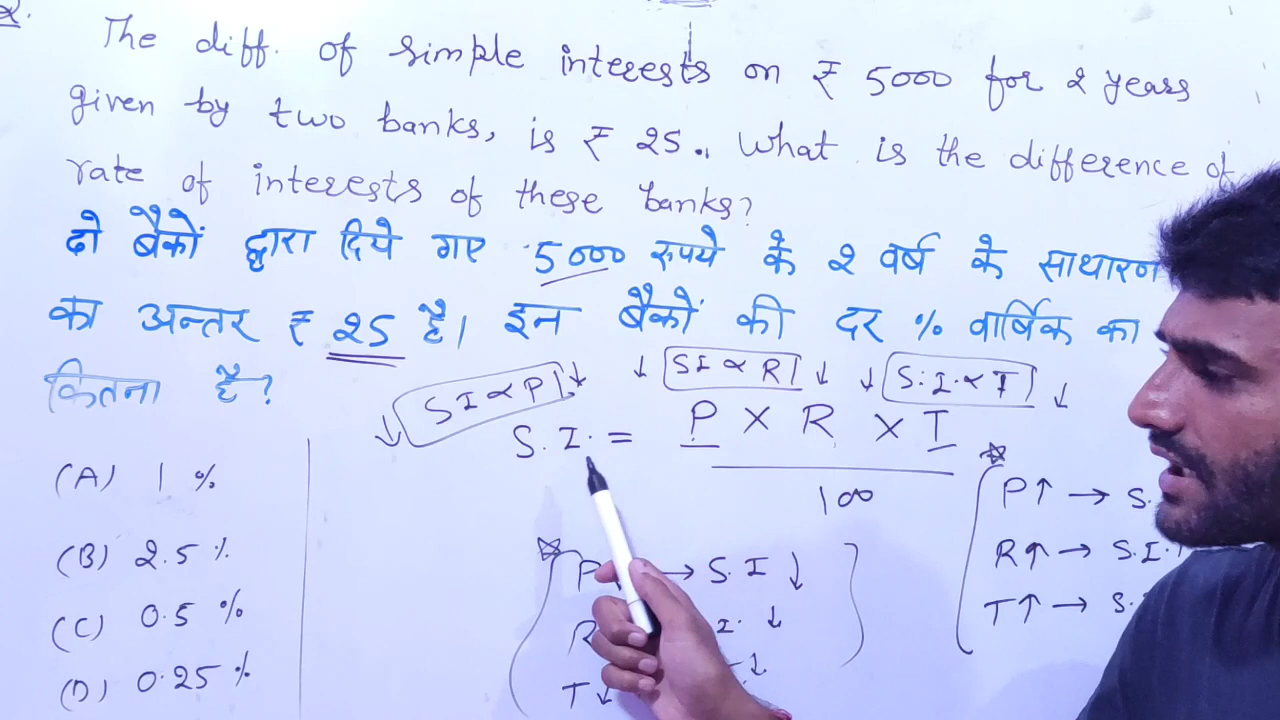 2.
The diff. of simple interests on ₹ 5000 for 2 years
given by two banks, is ₹ 25. What is the difference of
rate of interests of these banks?
दो बैंकों द्वारा दिये गए 5000 रुपये के 2 वर्ष के साधारण
का अन्तर ₹ 25 है। इन बैंकों की दर % वार्षिक का
कितना है?
↓ SI ∝ P ↓ ↓ SI ∝ R ↓ ↓ S.I. ∝ T ↓
S.I. = P × R × T
100
(A) 1 %
(B) 2.5 %
(C) 0.5 %
(D) 0.25 %
P → S.I ↓
R I. ↓
T↓ ↓
P↑ → S.
R↑ → S.I.↑
T↑ → S.